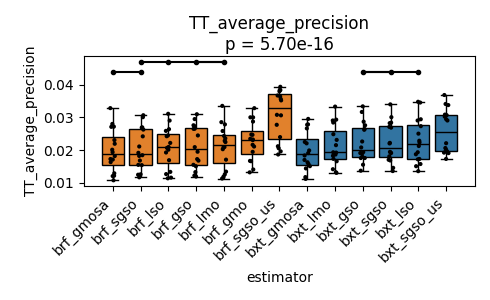 TT_average_precision
p = 5.70e-16
TT_average_precision
0.04
0.03
0.02
0.01
brf_gmosa
brf_sgso
brf_lso
brf_gso
brf_lmo
brf_gmo
brf_sgso_us
bxt_gmosa
bxt_lmo
bxt_gso
bxt_sgso
bxt_lso
bxt_sgso_us
estimator